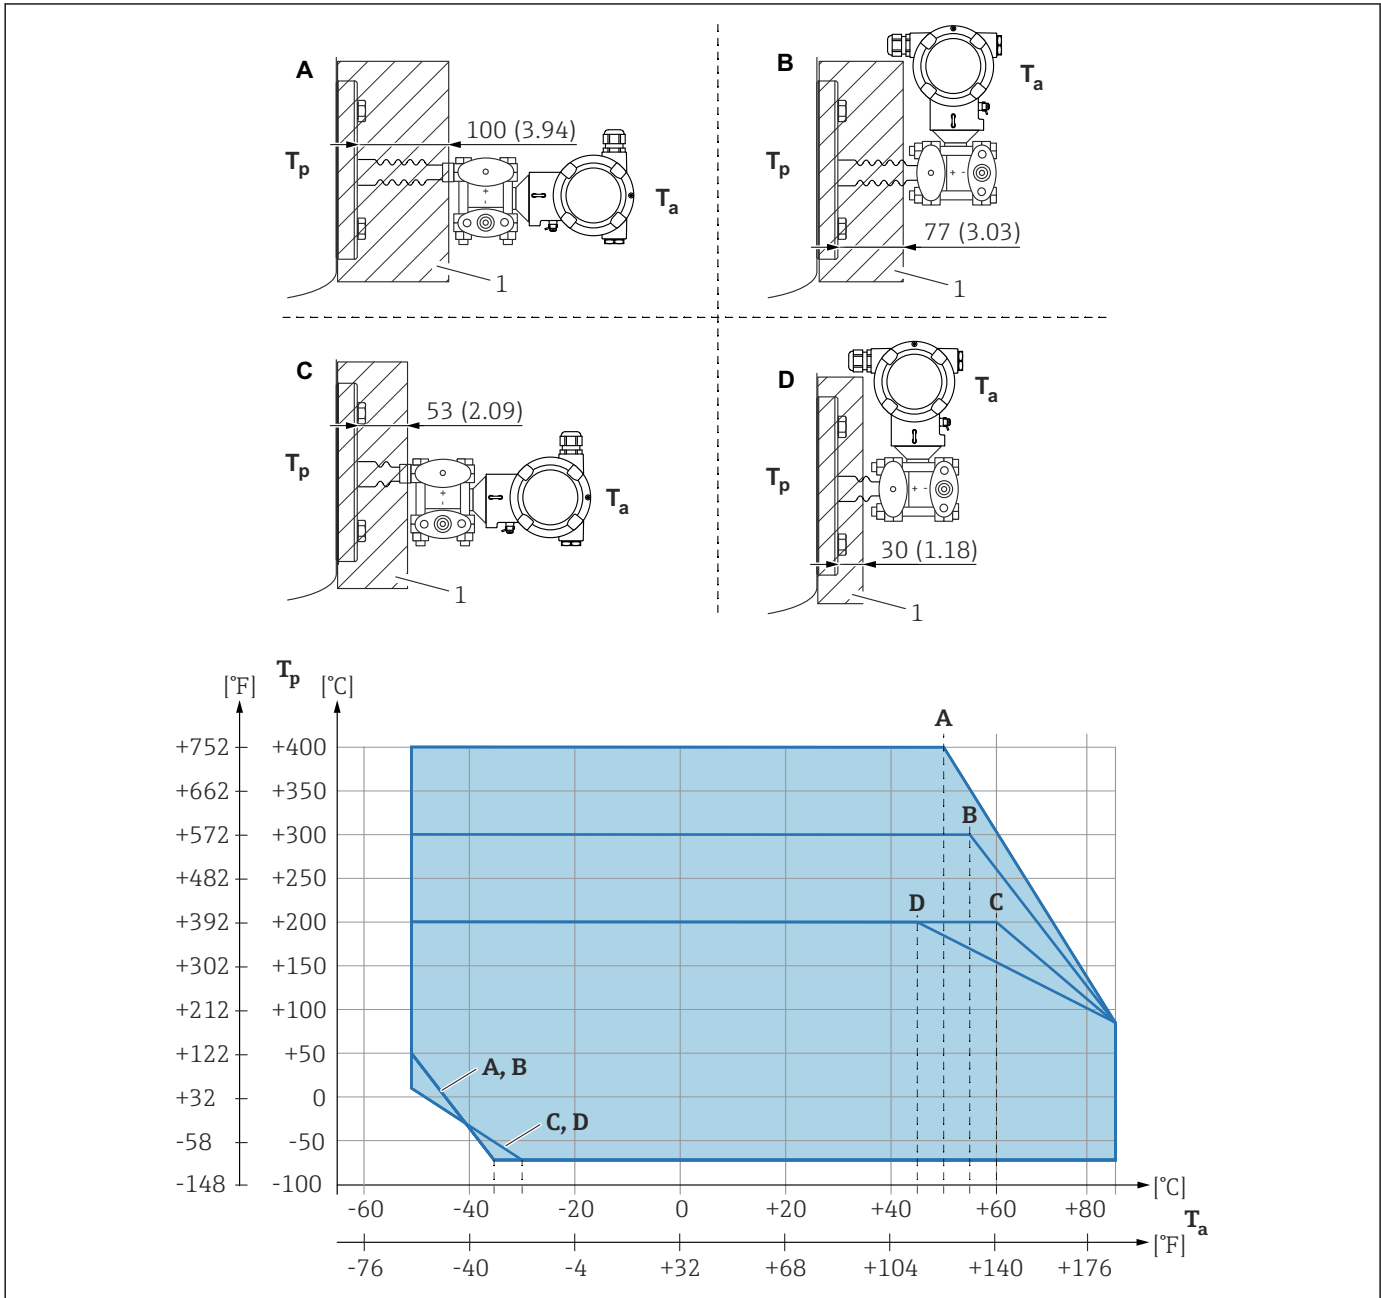 A
100 (3.94)
Tp
Ta
1
B
Ta
Tp
+ -
77 (3.03)
1
C
53 (2.09)
Tp
Ta
1
D
Ta
Tp
+ -
30 (1.18)
1
Tp
[°F] [°C]
A
+752 +400
+662 +350
B
+572 +300
+482 +250
D C
+392 +200
+302 +150
+212 +100
+122 +50
A, B
+32 0
C, D
-58 -50
-148 -100
[°C]
-60 -40 -20 0 +20 +40 +60 +80
Ta
[°F]
-76 -40 -4 +32 +68 +104 +140 +176